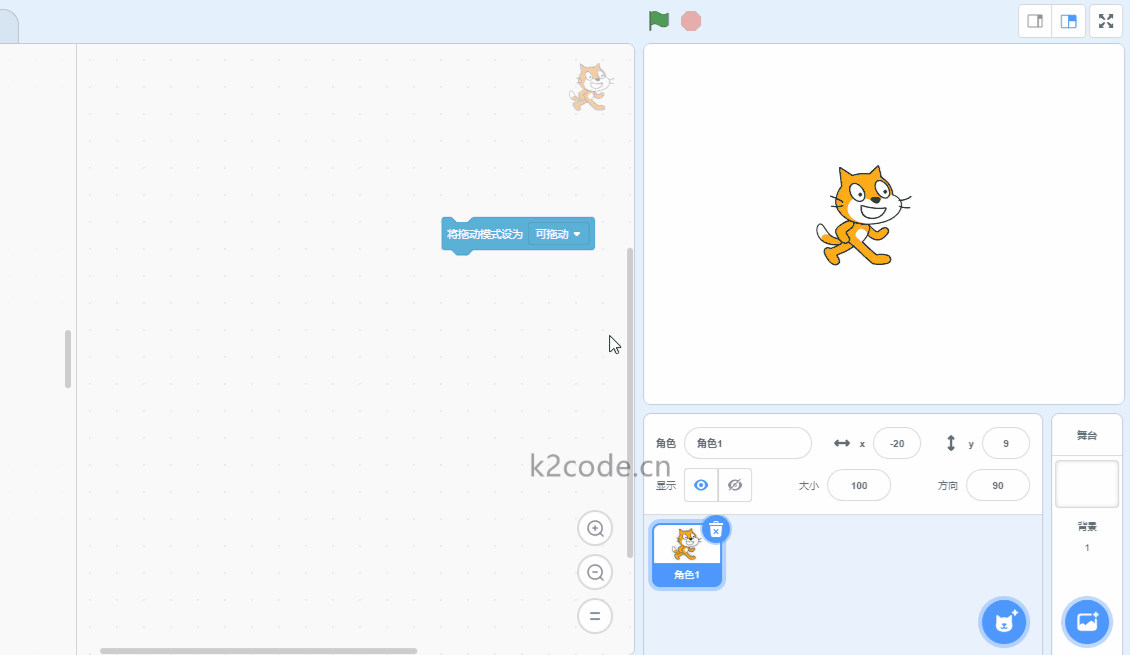 将拖动模式设为 可拖动
角色 角色1 x -20 y 9
k2code.cn
显示 大小 100 方向 90
角色1
舞台
背景
1